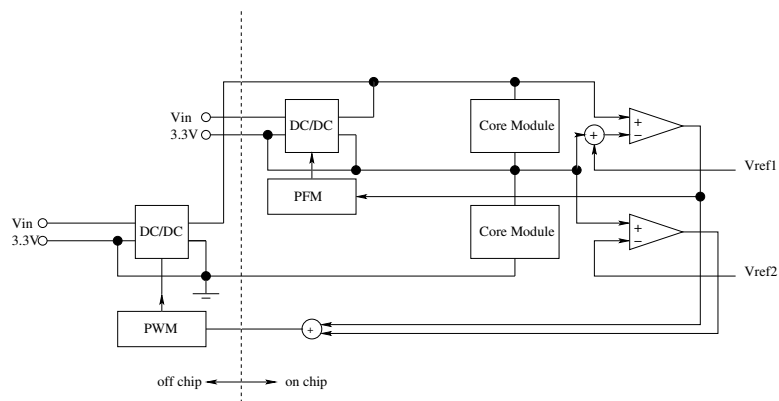 Vin
3.3V
DC/DC
PFM
Core Module
+
+
−
Vref1
Vin
3.3V
DC/DC
Core Module
+
−
Vref2
PWM
+
off chip
on chip